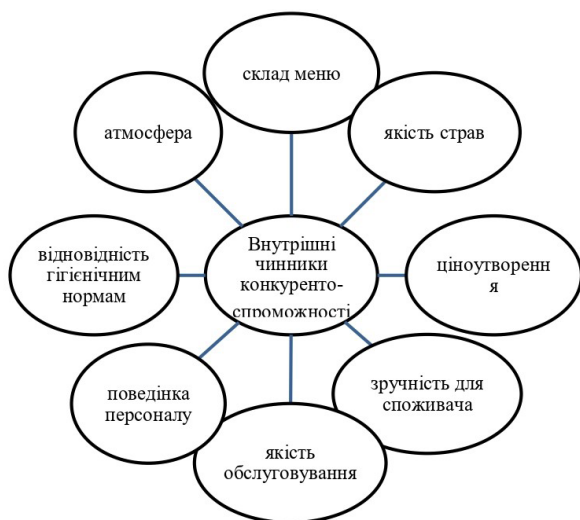 склад меню
атмосфера
якість страв
відновідність
гігієнічним
нормам
Внутрішні
чинники
конкуренто-
спроможності
ціноутворенн
я
поведінка
персоналу
зручність для
споживача
якість
обслуговування